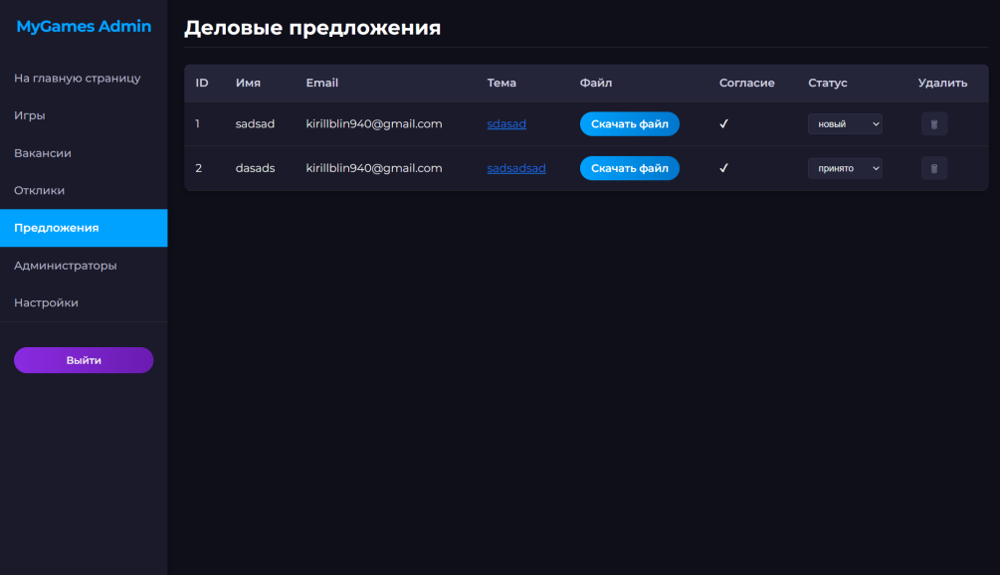 MyGames Admin
На главную страницу
Игры
Вакансии
Отклики
Предложения
Администраторы
Настройки
Выйти
Деловые предложения
ID Имя Email Тема Файл Согласие Статус Удалить
1 sadsad kirillblin940@gmail.com sdasad Скачать файл ✓ новый
2 dasads kirillblin940@gmail.com sadsadsad Скачать файл ✓ принято